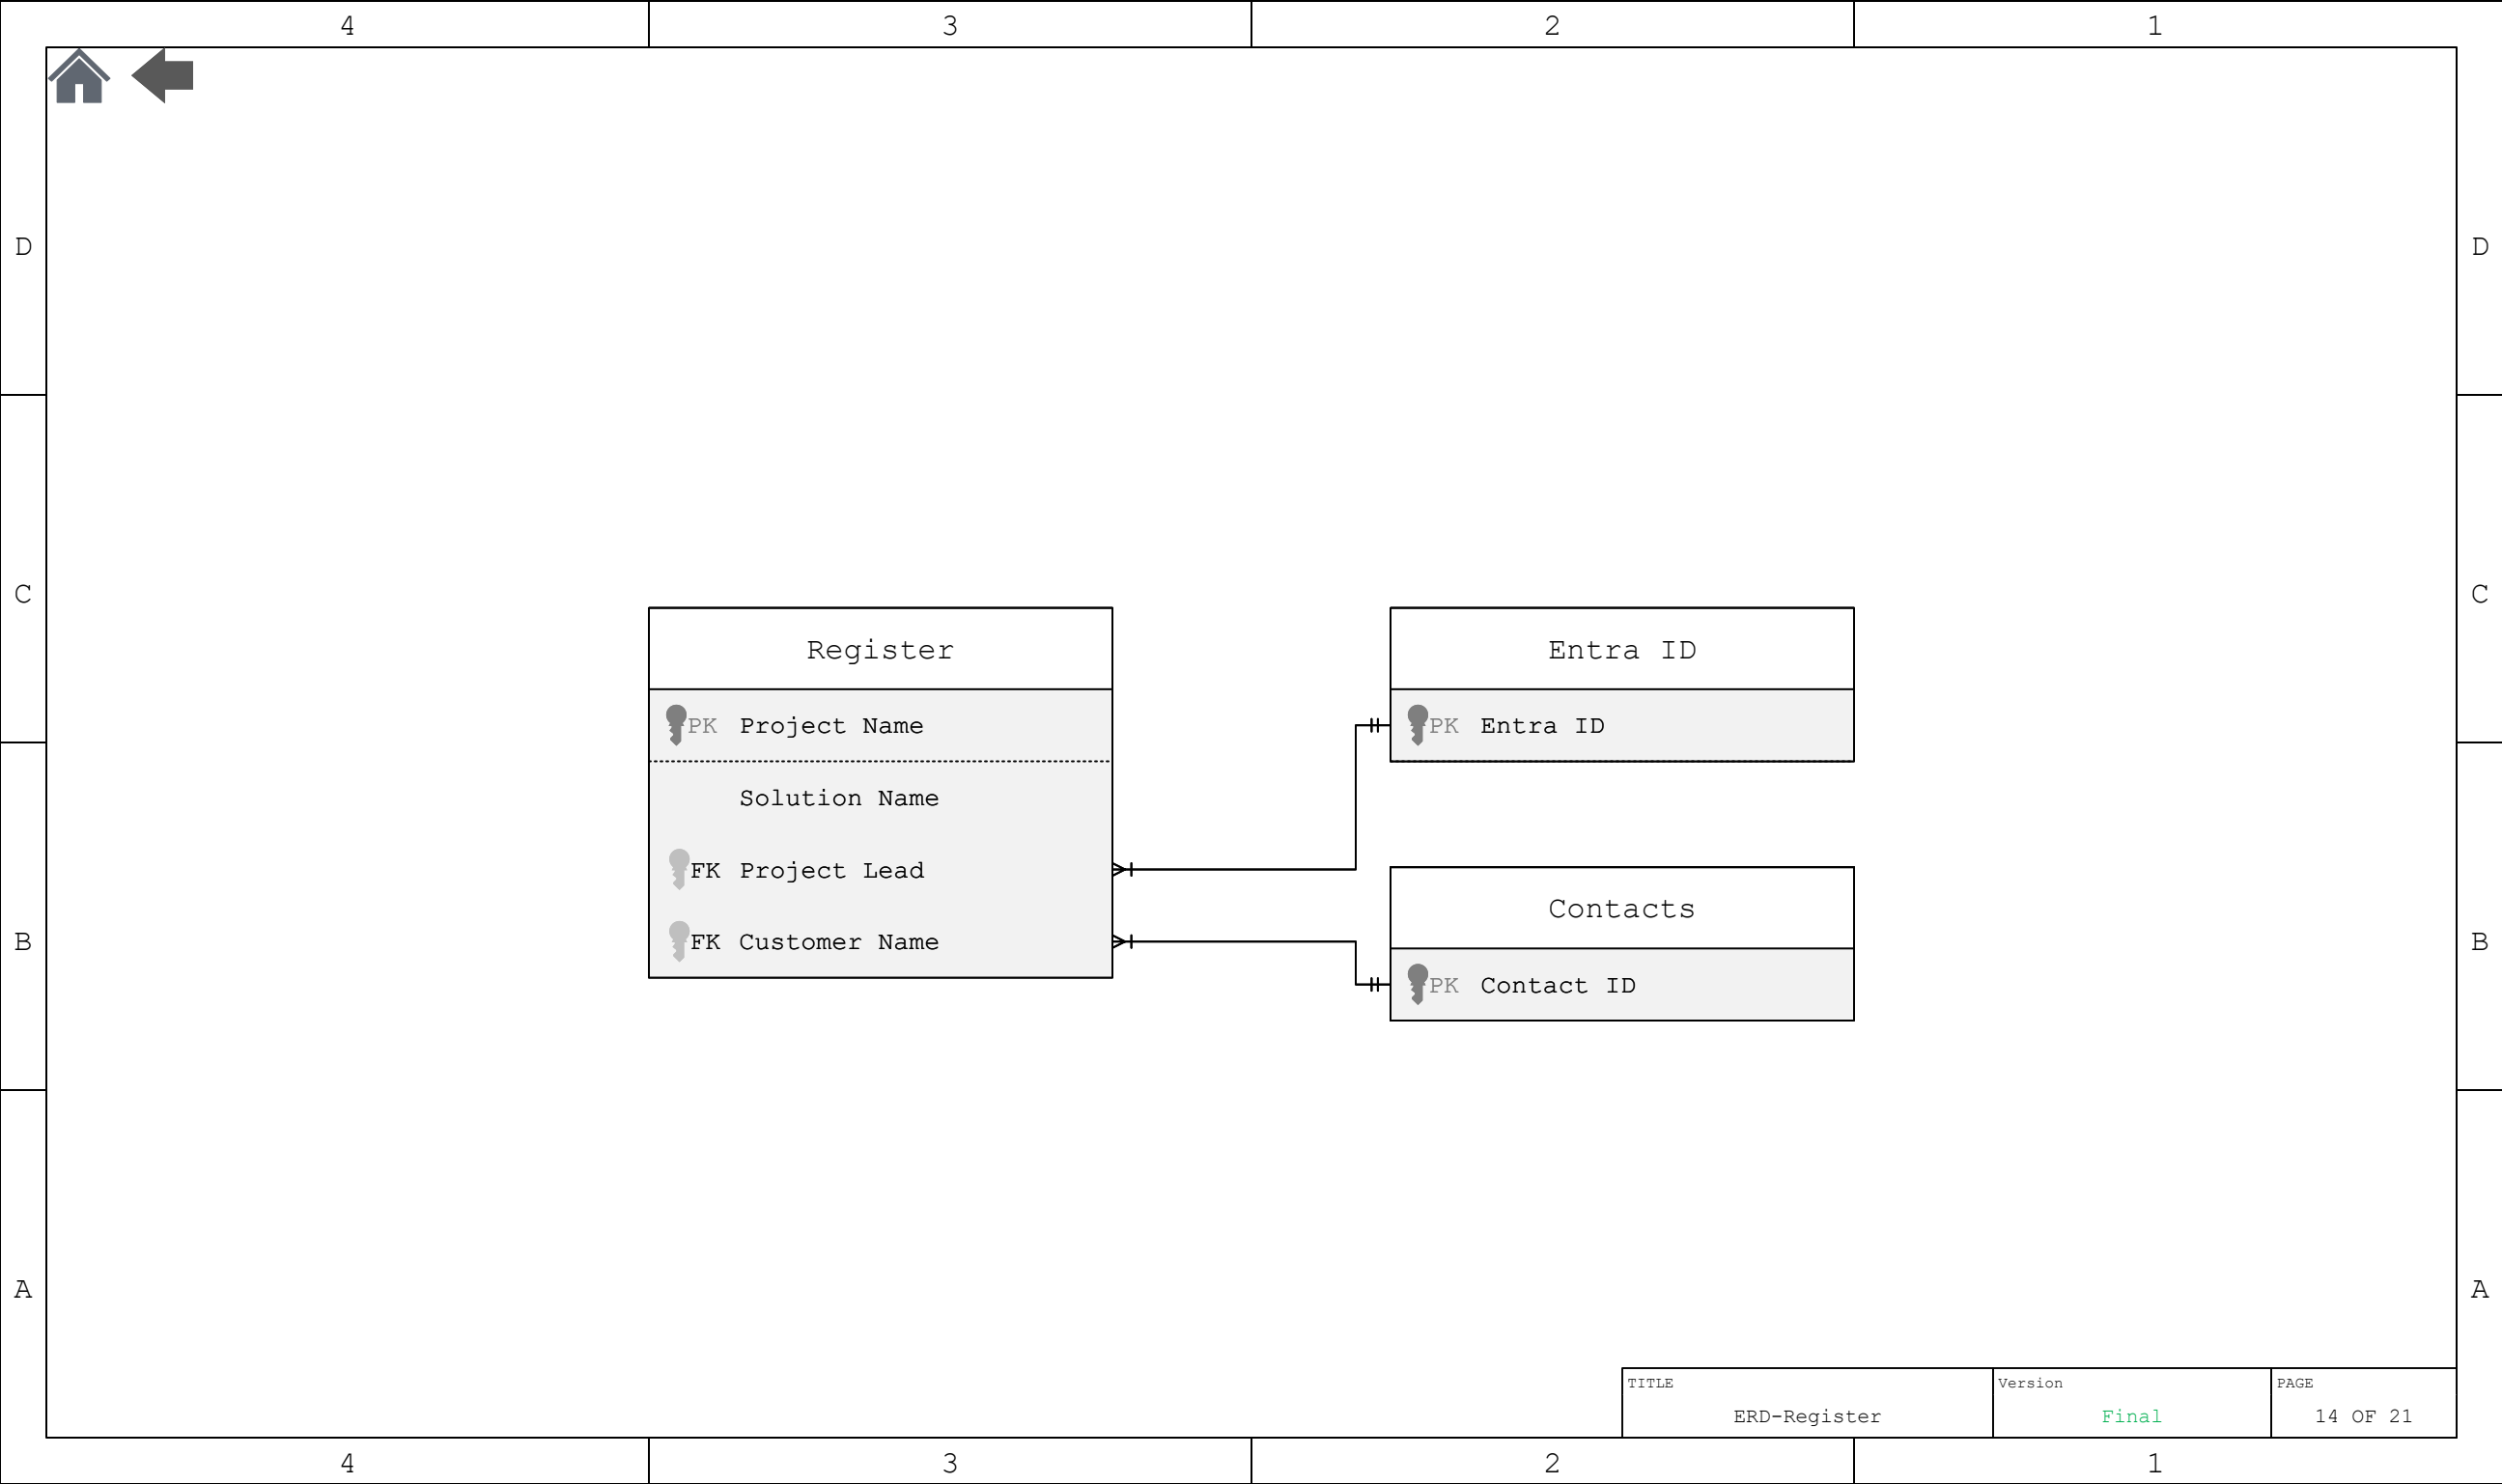 4 3 2 1
D D
C C
Register Entra ID
PK Project Name PK Entra ID
Solution Name
FK Project Lead
Contacts
B FK Customer Name B
PK Contact ID
A A
TITLE Version PAGE
ERD-Register Final 14 OF 21
4 3 2 1